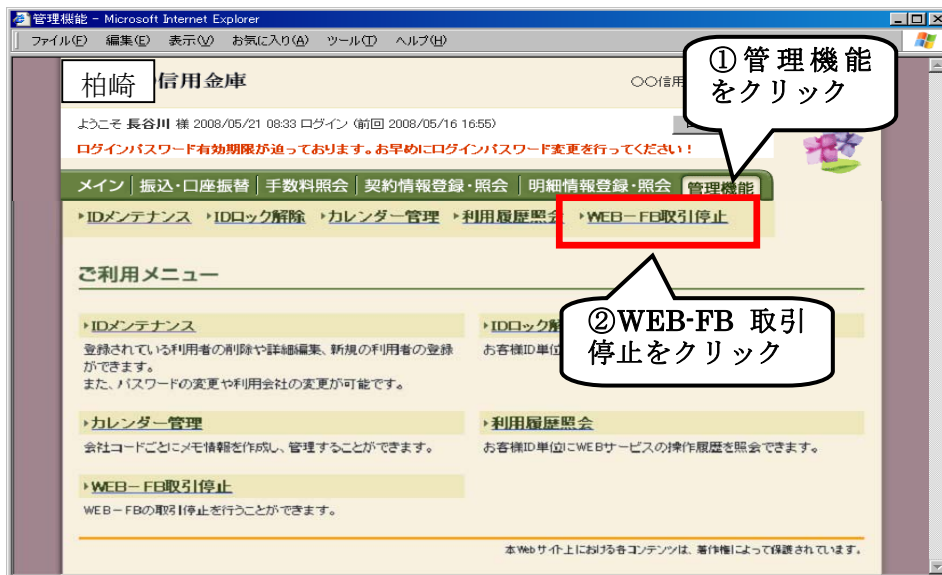 管理機能 - Microsoft Internet Explorer
ファイル(F) 編集(E) 表示(V) お気に入り(A) ツール(T) ヘルプ(H)
①管理機能
をクリック
柏崎 信用金庫 ○○信用
ようこそ 長谷川 様 2008/05/21 08:33 ログイン (前回 2008/05/16 16:55)
ログインパスワード有効期限が迫っております。お早めにログインパスワード変更を行ってください!
メイン 振込・口座振替 手数料照会 契約情報登録・照会 明細情報登録・照会 管理機能
IDメンテナンス IDロック解除 カレンダー管理 利用履歴照会 WEB-FB取引停止
ご利用メニュー
②WEB-FB 取引
停止をクリック
IDメンテナンス IDロック解
登録されている利用者の削除や詳細編集、新規の利用者の登録 お客様ID単位
ができます。
また、パスワードの変更や利用会社の変更が可能です。
カレンダー管理 利用履歴照会
会社コードごとにメモ情報を作成し、管理することができます。 お客様ID単位にWEBサービスの操作履歴を照会できます。
WEB-FB取引停止
WEB-FBの取引停止を行うことができます。
本Webサイト上における各コンテンツは、著作権によって保護されています。